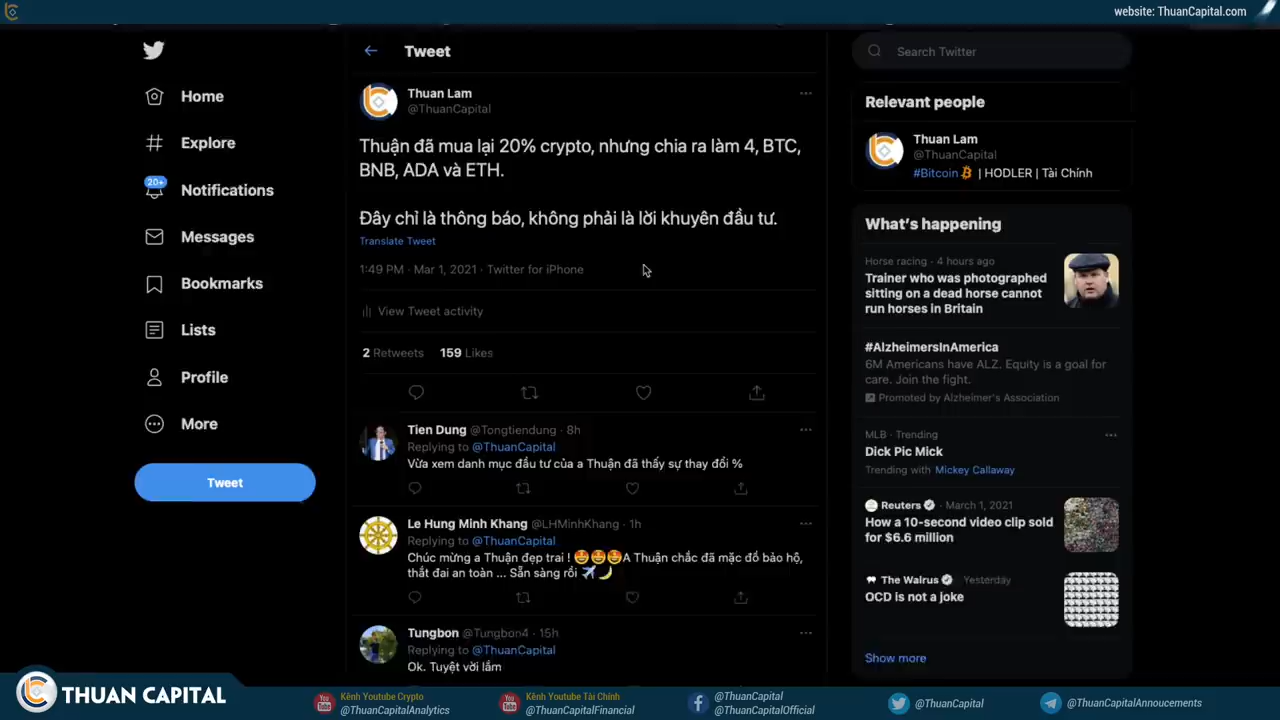 website: ThuanCapital.com
Home
Explore
20+
Notifications
Messages
Bookmarks
Lists
Profile
More
Tweet
Tweet
Thuan Lam
@ThuanCapital
Thuận đã mua lại 20% crypto, nhưng chia ra làm 4, BTC,
BNB, ADA và ETH.
Đây chỉ là thông báo, không phải là lời khuyên đầu tư.
Translate Tweet
1:49 PM · Mar 1, 2021 · Twitter for iPhone
View Tweet activity
2 Retweets 159 Likes
Tien Dung @Tongtiendung · 8h
Replying to @ThuanCapital
Vừa xem danh mục đầu tư của a Thuận đã thấy sự thay đổi %
Le Hung Minh Khang @LHMinhKhang · 1h
Replying to @ThuanCapital
Chúc mừng a Thuận đẹp trai ! 🤩🤩🤩A Thuận chắc đã mặc đồ bảo hộ,
thắt đai an toàn ... Sẵn sàng rồi ✈️🌙
Tungbon @Tungbon4 · 15h
Replying to @ThuanCapital
Ok. Tuyệt vời lắm
Search Twitter
Relevant people
Thuan Lam
@ThuanCapital
#Bitcoin | HODLER | Tài Chính
What's happening
Horse racing · 4 hours ago
Trainer who was photographed
sitting on a dead horse cannot
run horses in Britain
#AlzheimersInAmerica
6M Americans have ALZ. Equity is a goal for
care. Join the fight.
Promoted by Alzheimer's Association
MLB · Trending
Dick Pic Mick
Trending with Mickey Callaway
Reuters · March 1, 2021
How a 10-second video clip sold
for $6.6 million
The Walrus · Yesterday
OCD is not a joke
Show more
THUAN CAPITAL
Kênh Youtube Crypto
@ThuanCapitalAnalytics
Kênh Youtube Tài Chính
@ThuanCapitalFinancial
@ThuanCapital
@ThuanCapitalOfficial
@ThuanCapital
@ThuanCapitalAnnoucements